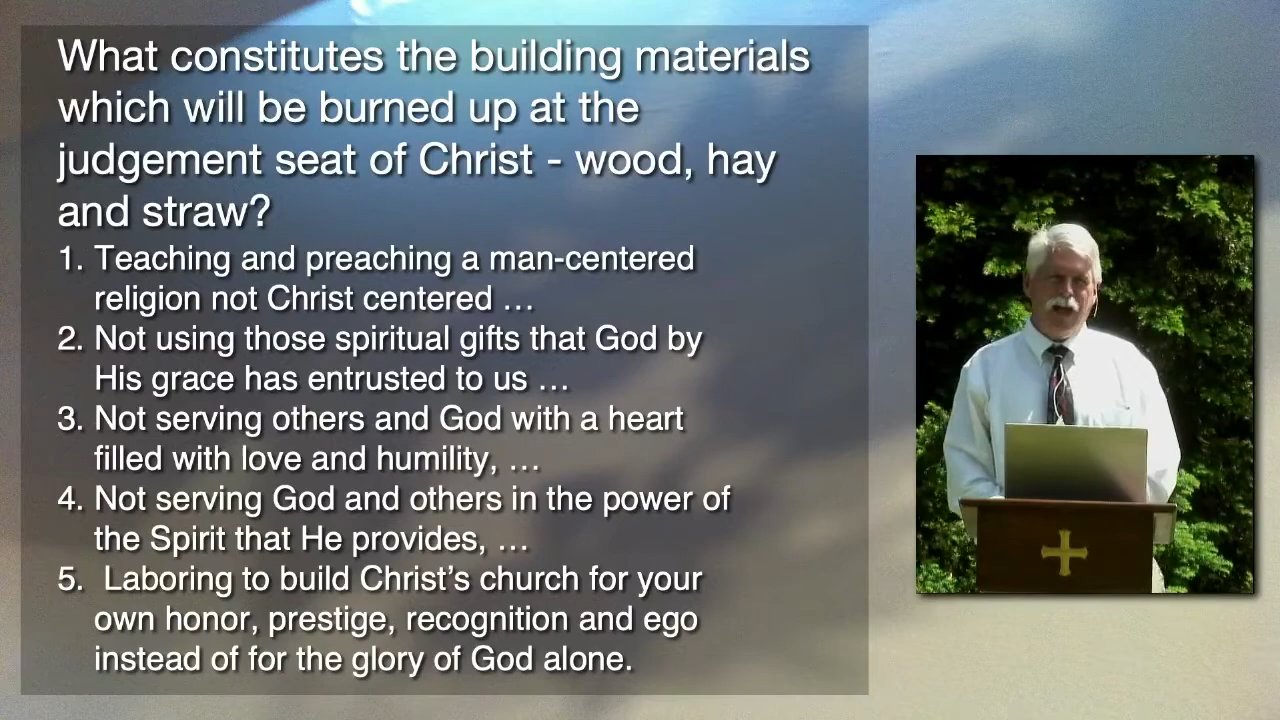 What constitutes the building materials
which will be burned up at the
judgement seat of Christ - wood, hay
and straw?
1. Teaching and preaching a man-centered
religion not Christ centered …
2. Not using those spiritual gifts that God by
His grace has entrusted to us …
3. Not serving others and God with a heart
filled with love and humility, …
4. Not serving God and others in the power of
the Spirit that He provides, …
5. Laboring to build Christ’s church for your
own honor, prestige, recognition and ego
instead of for the glory of God alone.